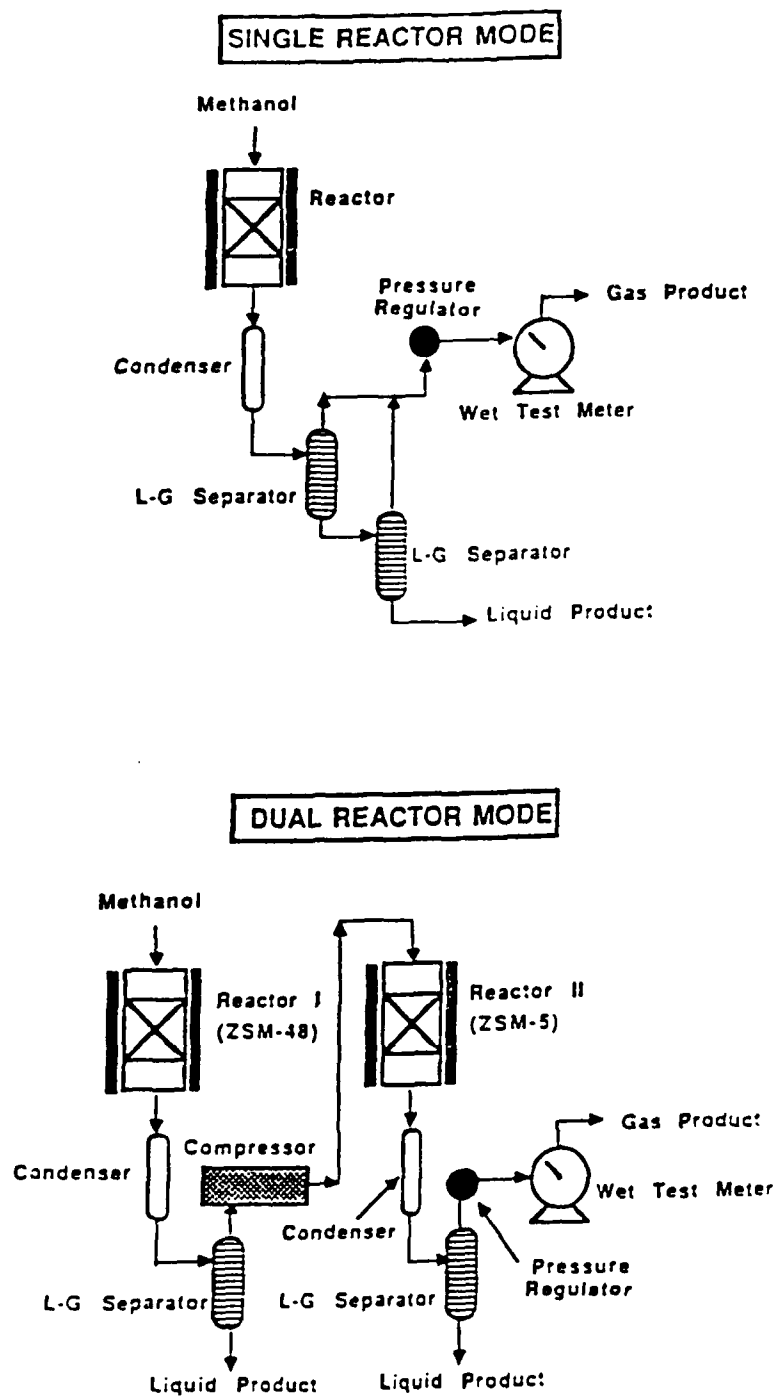 SINGLE REACTOR MODE
Methanol
Reactor
Pressure
Regulator
Gas Product
Condenser
Wet Test Meter
L-G Separator
L-G Separator
Liquid Product
DUAL REACTOR MODE
Methanol
Reactor I
(ZSM-48)
Reactor II
(ZSM-5)
Gas Product
Compressor
Condenser
Wet Test Meter
Condenser
Pressure
Regulator
L-G Separator
L-G Separator
Liquid Product
Liquid Product